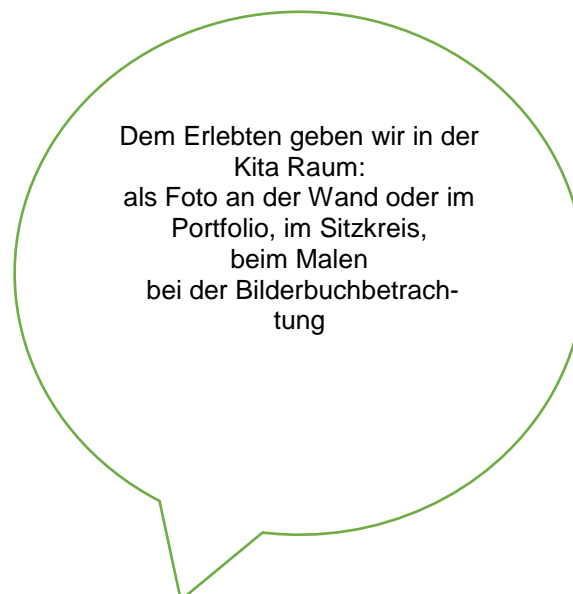 Dem Erlebten geben wir in der
Kita Raum:
als Foto an der Wand oder im
Portfolio, im Sitzkreis,
beim Malen
bei der Bilderbuchbetrach-
tung